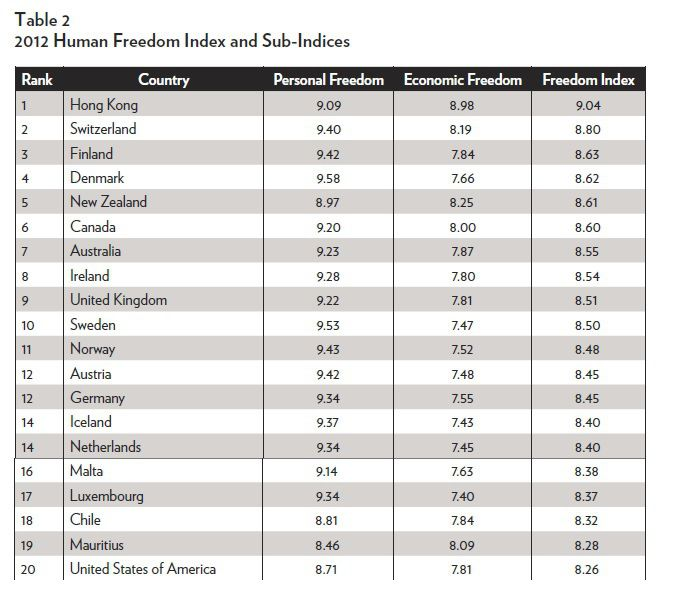 Table 2
2012 Human Freedom Index and Sub-Indices
Rank Country Personal Freedom Economic Freedom Freedom Index
1 Hong Kong 9.09 8.98 9.04
2 Switzerland 9.40 8.19 8.80
3 Finland 9.42 7.84 8.63
4 Denmark 9.58 7.66 8.62
5 New Zealand 8.97 8.25 8.61
6 Canada 9.20 8.00 8.60
7 Australia 9.23 7.87 8.55
8 Ireland 9.28 7.80 8.54
9 United Kingdom 9.22 7.81 8.51
10 Sweden 9.53 7.47 8.50
11 Norway 9.43 7.52 8.48
12 Austria 9.42 7.48 8.45
12 Germany 9.34 7.55 8.45
14 Iceland 9.37 7.43 8.40
14 Netherlands 9.34 7.45 8.40
16 Malta 9.14 7.63 8.38
17 Luxembourg 9.34 7.40 8.37
18 Chile 8.81 7.84 8.32
19 Mauritius 8.46 8.09 8.28
20 United States of America 8.71 7.81 8.26